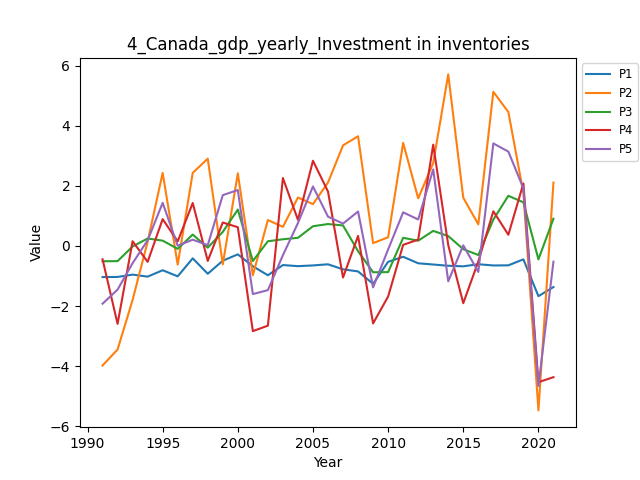 4_Canada_gdp_yearly_Investment in inventories
6
4
2
0
−2
−4
−6
Value
1990 1995 2000 2005 2010 2015 2020
Year
P1
P2
P3
P4
P5